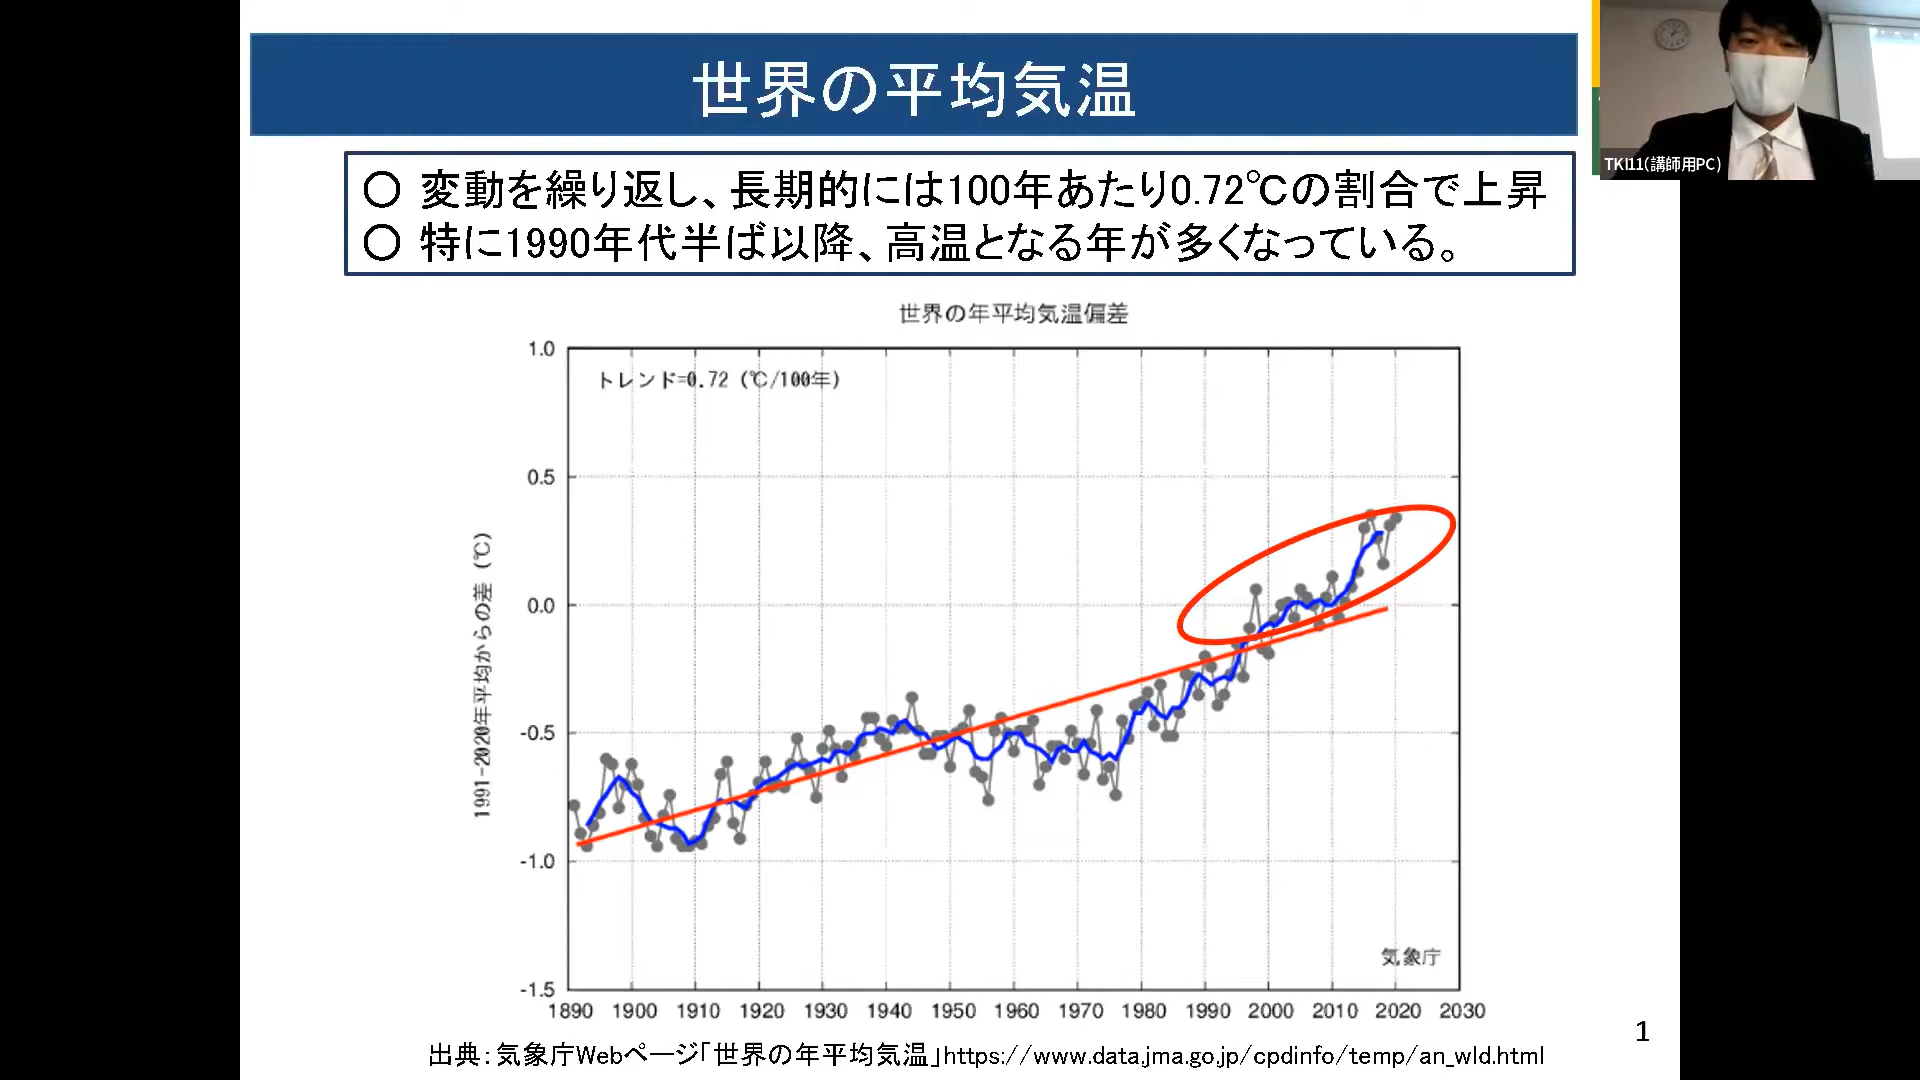 世界の平均気温
TKI11(講師用PC)
〇 変動を繰り返し、長期的には100年あたり0.72℃の割合で上昇
〇 特に1990年代半ば以降、高温となる年が多くなっている。
世界の年平均気温偏差
トレンド=0.72 (℃/100年)
1.0
0.5
0.0
-0.5
-1.0
-1.5
1991-2020年平均からの差 (℃)
気象庁
1890 1900 1910 1920 1930 1940 1950 1960 1970 1980 1990 2000 2010 2020 2030
1
出典：気象庁Webページ「世界の年平均気温」https://www.data.jma.go.jp/cpdinfo/temp/an_wld.html